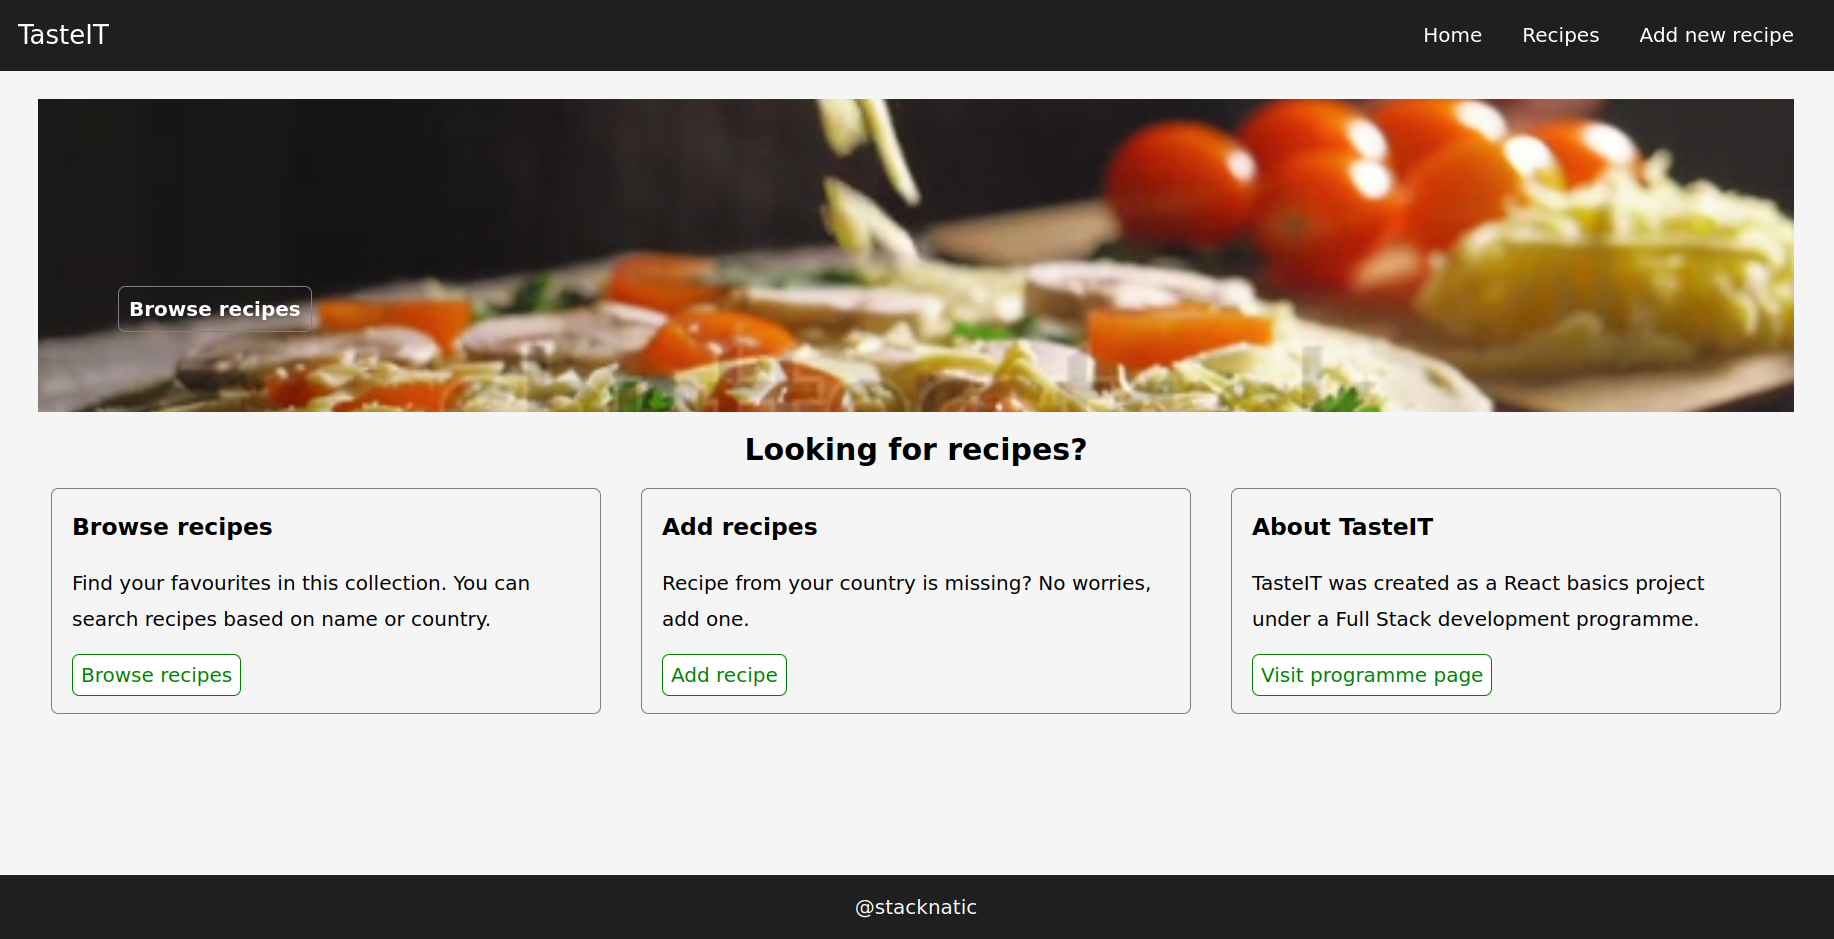 TasteIT
Home Recipes Add new recipe
Browse recipes
Looking for recipes?
Browse recipes
Find your favourites in this collection. You can
search recipes based on name or country.
Browse recipes
Add recipes
Recipe from your country is missing? No worries,
add one.
Add recipe
About TasteIT
TasteIT was created as a React basics project
under a Full Stack development programme.
Visit programme page
@stacknatic